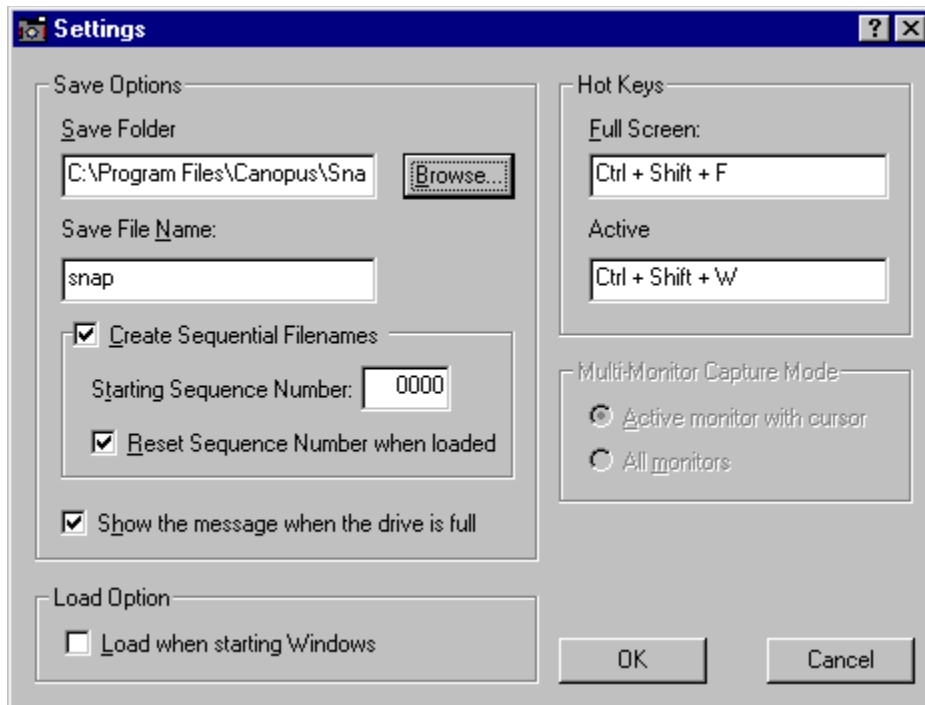 Settings
Save Options
Save Folder
C:\Program Files\Canopus\Sna
Browse...
Save File Name:
snap
Create Sequential Filenames
Starting Sequence Number: 0000
Reset Sequence Number when loaded
Show the message when the drive is full
Load Option
Load when starting Windows
Hot Keys
Full Screen:
Ctrl + Shift + F
Active
Ctrl + Shift + W
Multi-Monitor Capture Mode
Active monitor with cursor
All monitors
OK
Cancel